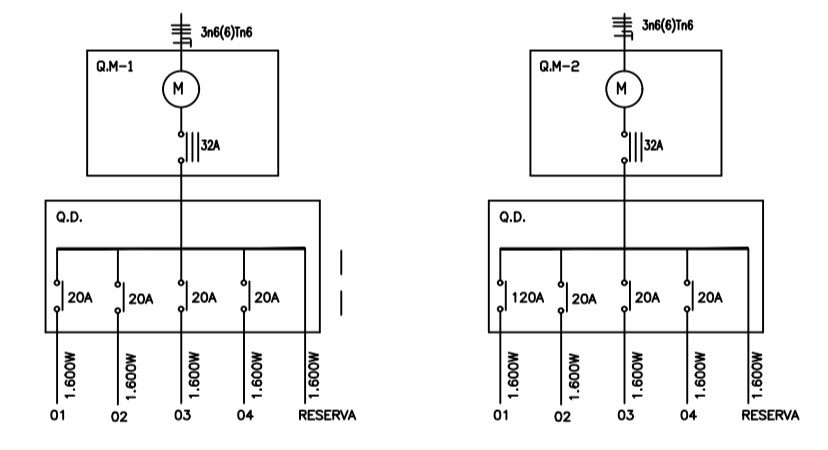 3n6(6)Tn6
Q.M-1
M
32A
Q.D.
20A 20A 20A 20A
1.600W 1.600W 1.600W 1.600W 1.600W
01 02 03 04 RESERVA
3n6(6)Tn6
Q.M-2
M
32A
Q.D.
120A 20A 20A 20A
1.600W 1.600W 1.600W 1.600W 1.600W
01 02 03 04 RESERVA